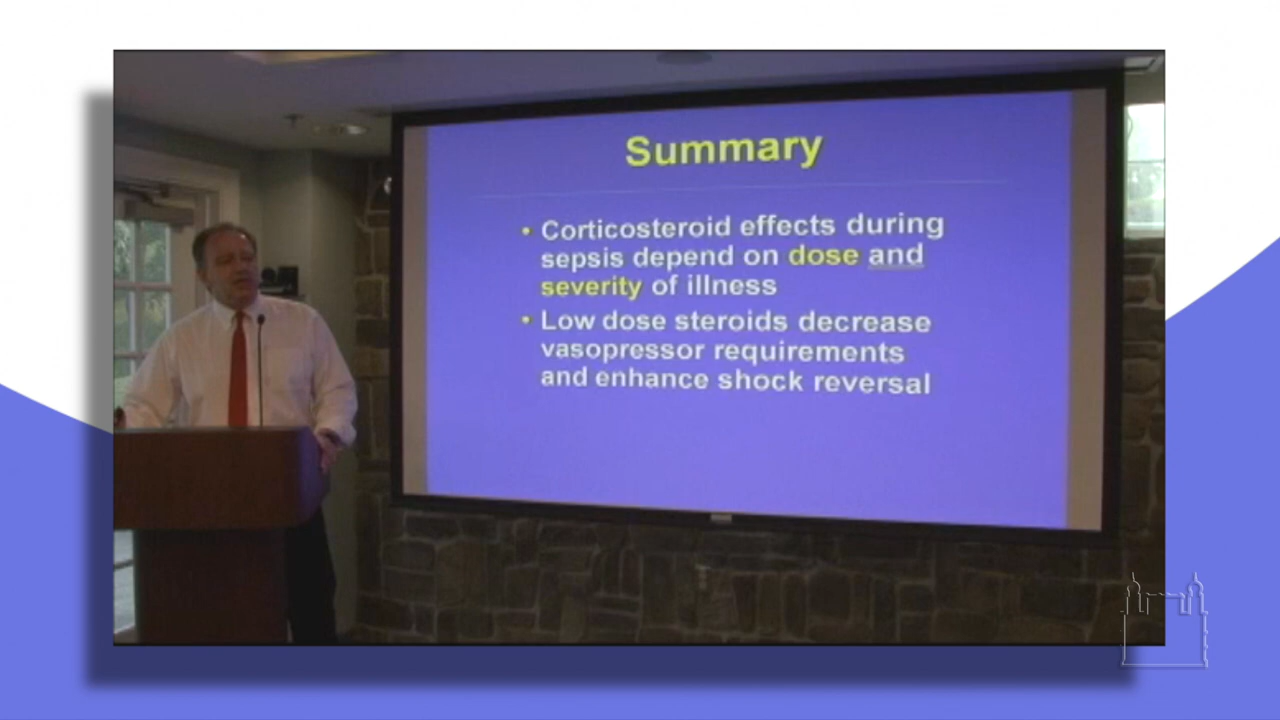 Summary
• Corticosteroid effects during
sepsis depend on dose and
severity of illness
• Low dose steroids decrease
vasopressor requirements
and enhance shock reversal